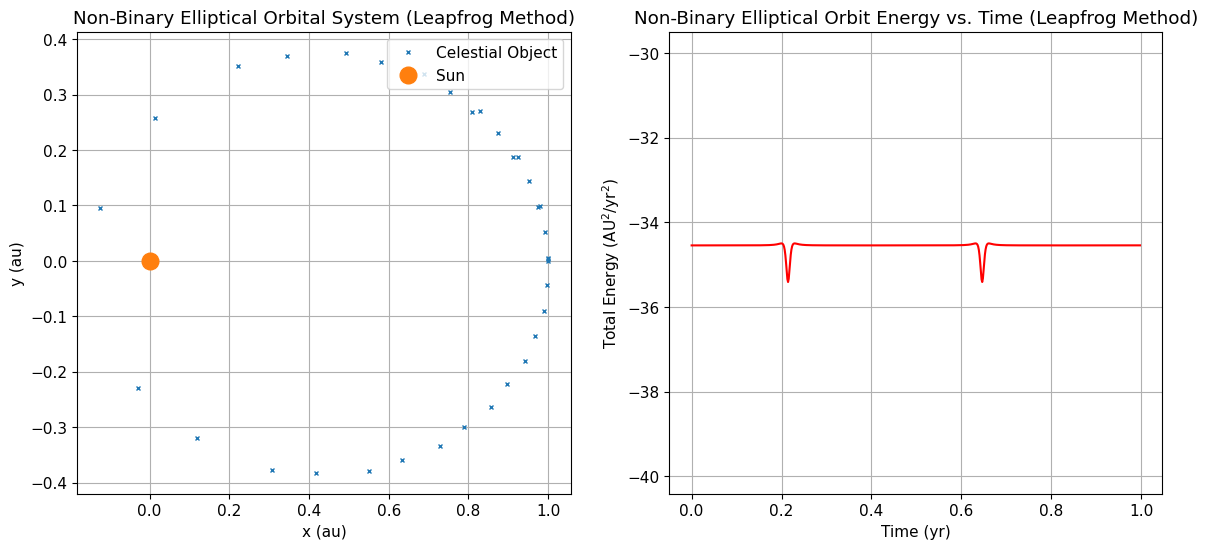 Non-Binary Elliptical Orbital System (Leapfrog Method)
0.4
0.3
0.2
0.1
0.0
−0.1
−0.2
−0.3
−0.4
y (au)
0.0 0.2 0.4 0.6 0.8 1.0
x (au)
Celestial Object
Sun
Non-Binary Elliptical Orbit Energy vs. Time (Leapfrog Method)
−30
−32
−34
−36
−38
−40
Total Energy (AU²/yr²)
0.0 0.2 0.4 0.6 0.8 1.0
Time (yr)